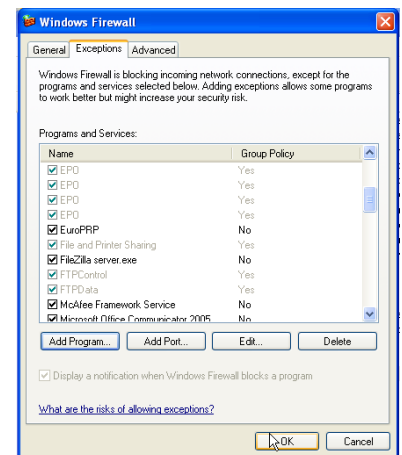 Windows Firewall
General Exceptions Advanced
Windows Firewall is blocking incoming network connections, except for the
programs and services selected below. Adding exceptions allows some programs
to work better but might increase your security risk.
Programs and Services:
Name Group Policy
EPO Yes
EPO Yes
EPO Yes
EPO Yes
EuroPRP No
File and Printer Sharing Yes
FileZilla server.exe No
FTPControl Yes
FTPData Yes
McAfee Framework Service No
Microsoft Office Communicator 2005 No
Add Program... Add Port... Edit... Delete
Display a notification when Windows Firewall blocks a program
What are the risks of allowing exceptions?
OK Cancel